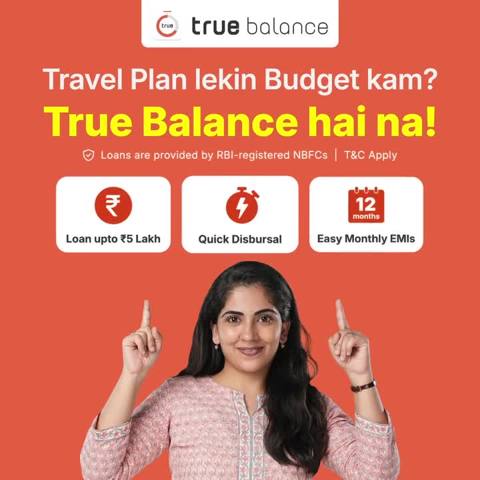 true
true balance
Travel Plan lekin Budget kam?
True Balance hai na!
Loans are provided by RBI-registered NBFCs | T&C Apply
₹
Loan upto ₹5 Lakh
Quick Disbursal
12
months
Easy Monthly EMIs